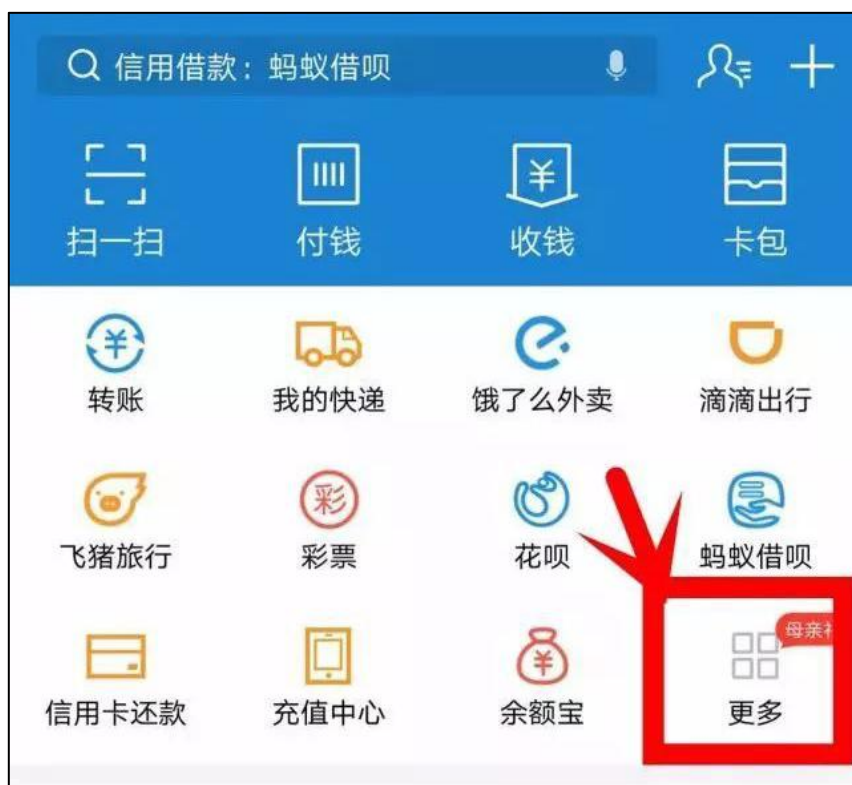 信用借款：蚂蚁借呗
扫一扫 付钱 收钱 卡包
转账 我的快递 饿了么外卖 滴滴出行
彩
飞猪旅行 彩票 花呗 蚂蚁借呗
母亲
信用卡还款 充值中心 余额宝 更多